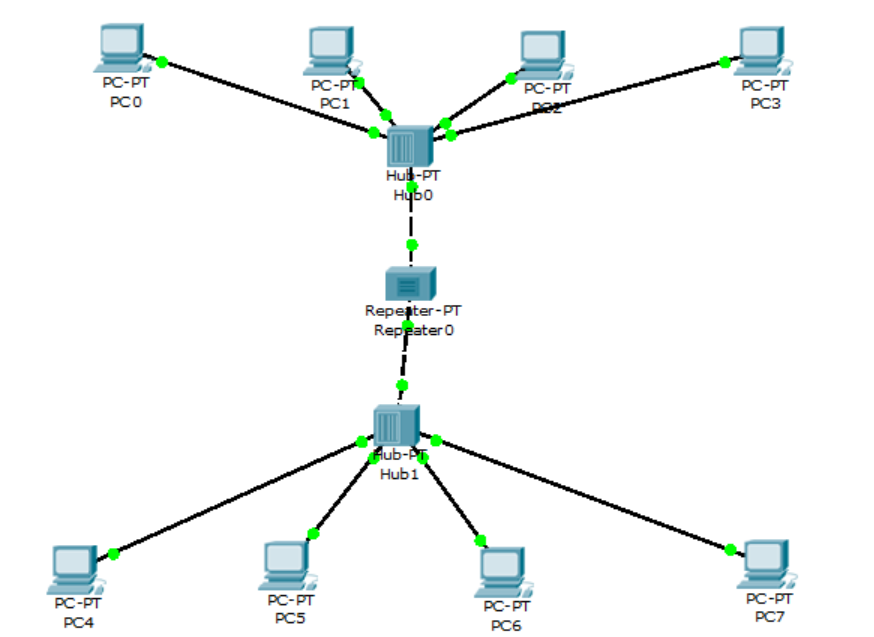 PC-PT
PC0
PC-PT
PC1
PC-PT
PC2
PC-PT
PC3
Hub-PT
Hub0
Repeater-PT
Repeater0
Hub-PT
Hub1
PC-PT
PC4
PC-PT
PC5
PC-PT
PC6
PC-PT
PC7